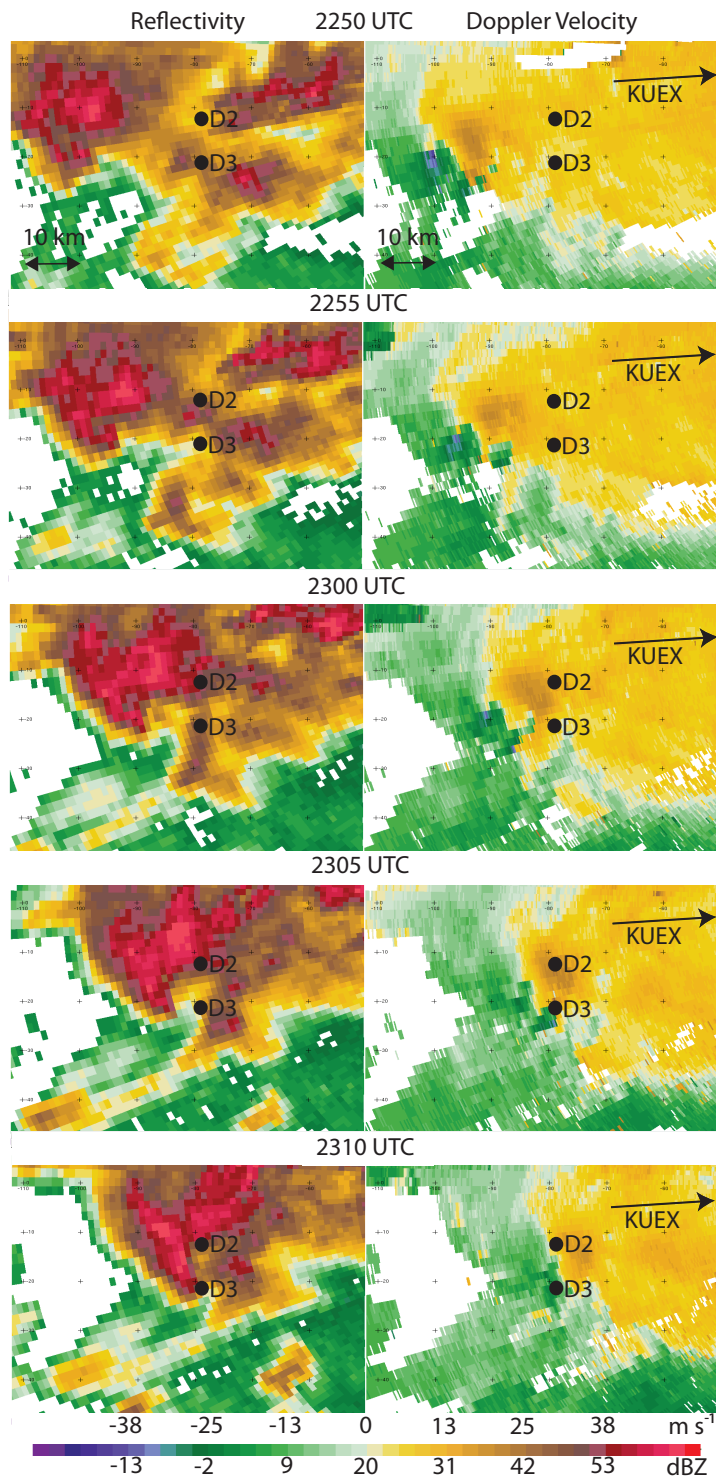 Reflectivity 2250 UTC Doppler Velocity
KUEX
D2 D2
D3 D3
10 km 10 km
2255 UTC
KUEX
D2 D2
D3 D3
2300 UTC
KUEX
D2 D2
D3 D3
2305 UTC
KUEX
D2 D2
D3 D3
2310 UTC
KUEX
D2 D2
D3 D3
-38 -25 -13 0 13 25 38 m s⁻¹
-13 -2 9 20 31 42 53 dBZ